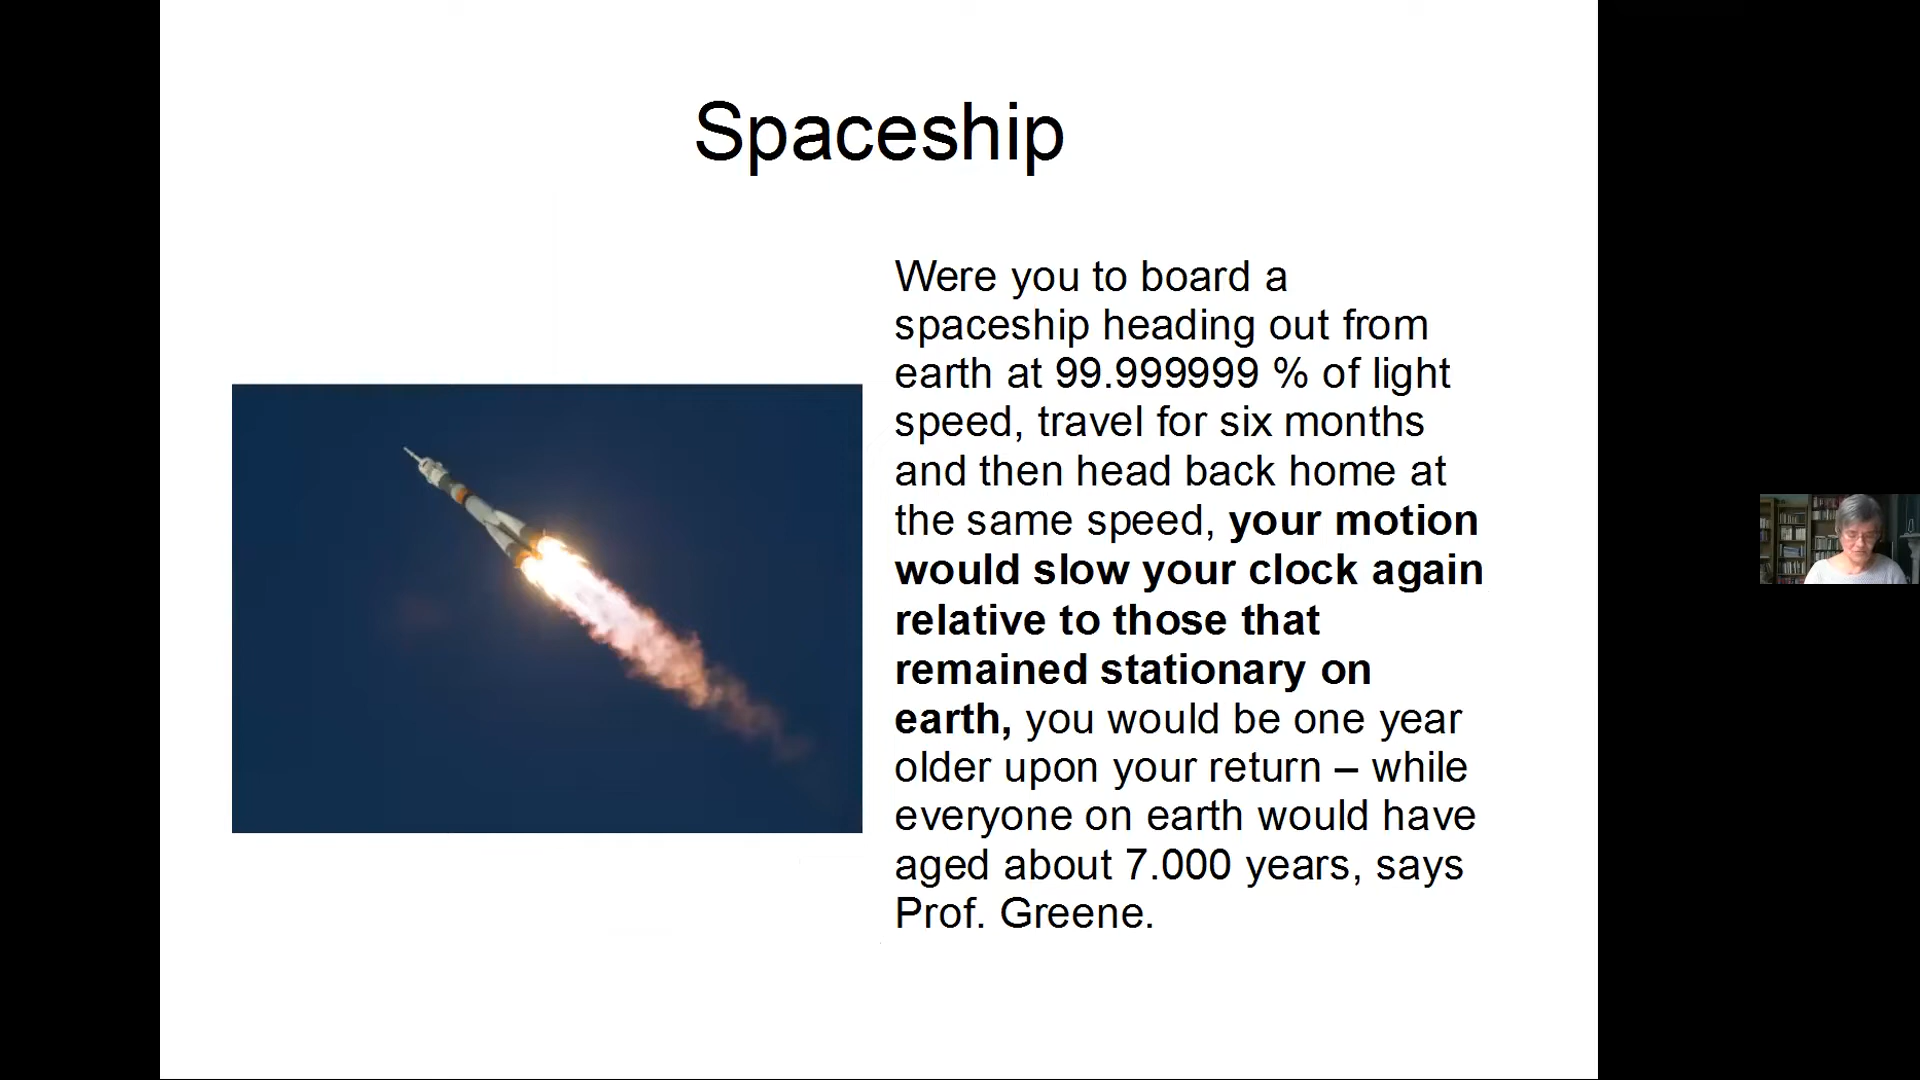 Spaceship
Were you to board a
spaceship heading out from
earth at 99.999999 % of light
speed, travel for six months
and then head back home at
the same speed, your motion
would slow your clock again
relative to those that
remained stationary on
earth, you would be one year
older upon your return – while
everyone on earth would have
aged about 7.000 years, says
Prof. Greene.